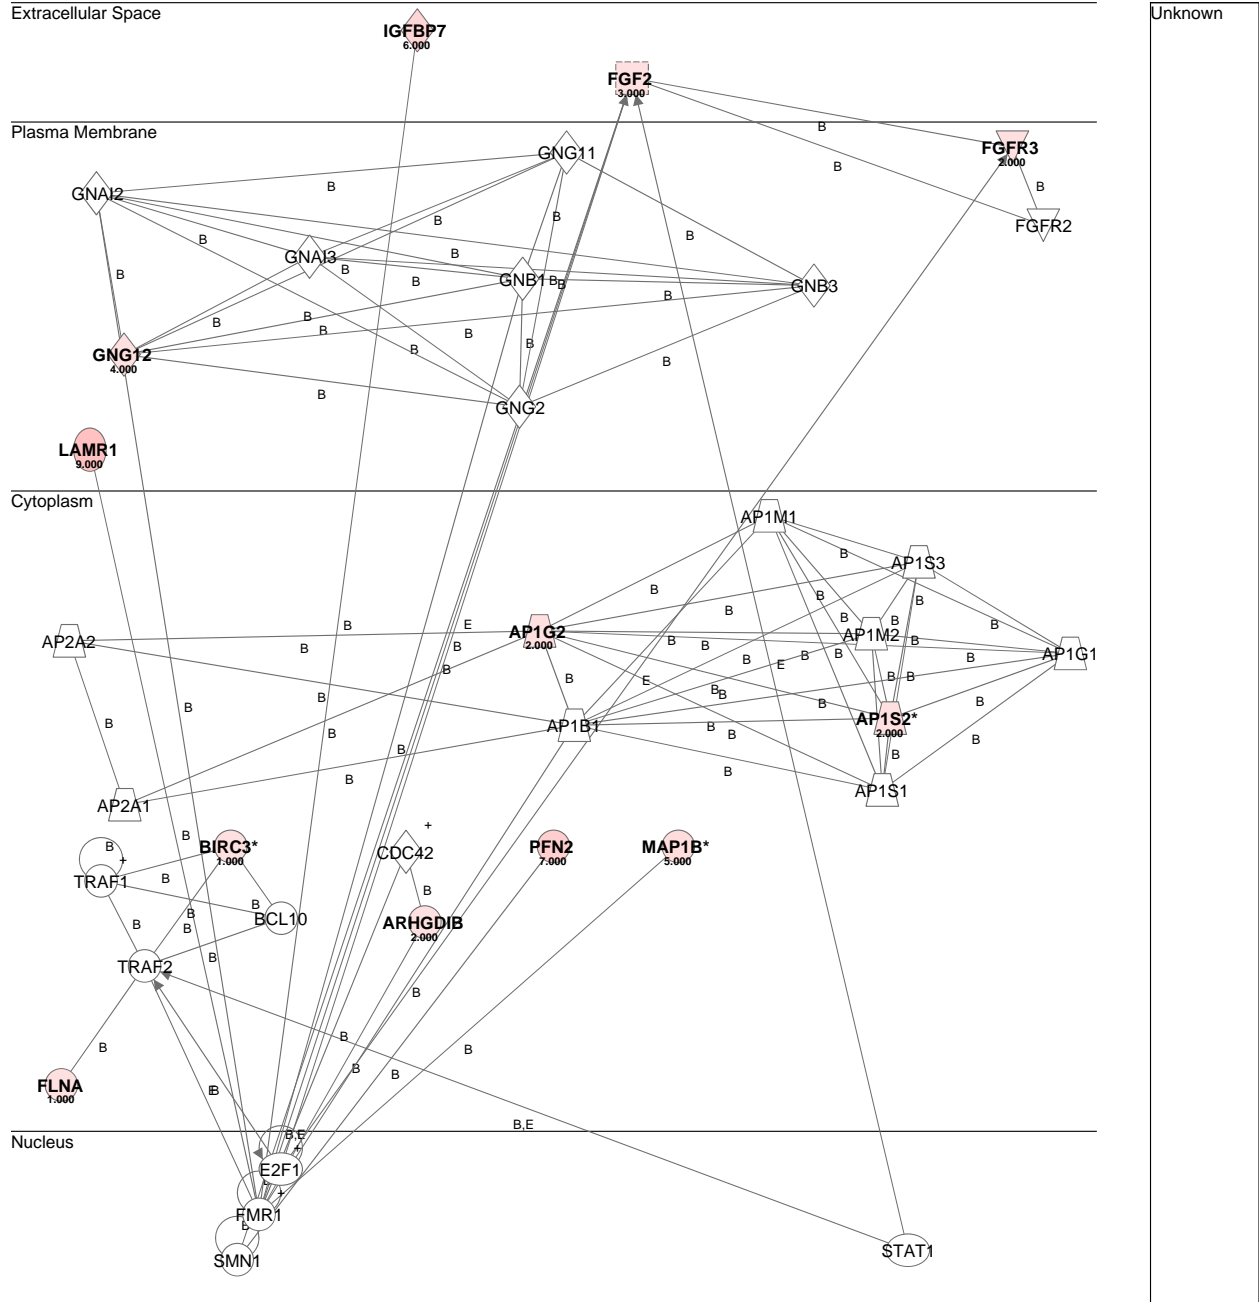 Extracellular Space
Unknown
IGFBP7
6.000
FGF2
3.000
B
Plasma Membrane
FGFR3
2.000
GNG11
B
B
B
GNAI2
B
FGFR2
B
B
B
B
GNAI3
B
B
B
GNB1
B
B
GNB3
B
B
B
B
B
B
B
GNG12
4.000
B
B
B
GNG2
LAMR1
9.000
Cytoplasm
AP1M1
B
AP1S3
B
B
B
B
B
B
E
B
B
AP1G2
2.000
AP1M2
AP2A2
B
B
B
B
B
AP1G1
B
B
B
B
B
E
B
B
B
E
B
B
B
B
B
B
B
B
B
AP1S2*
2.000
AP1B1
B
B
B
B
B
B
B
B
B
AP1S1
AP2A1
+
B
B
BIRC3*
1.000
CDC42
PFN2
7.000
MAP1B*
5.000
+
TRAF1
B
B
B
B
BCL10
ARHGDIB
2.000
B
B
B
TRAF2
B
B
B
B
B
B
FLNA
1.000
B
B,E
B,E
Nucleus
+
E2F1
+
FMR1
B
SMN1
STAT1